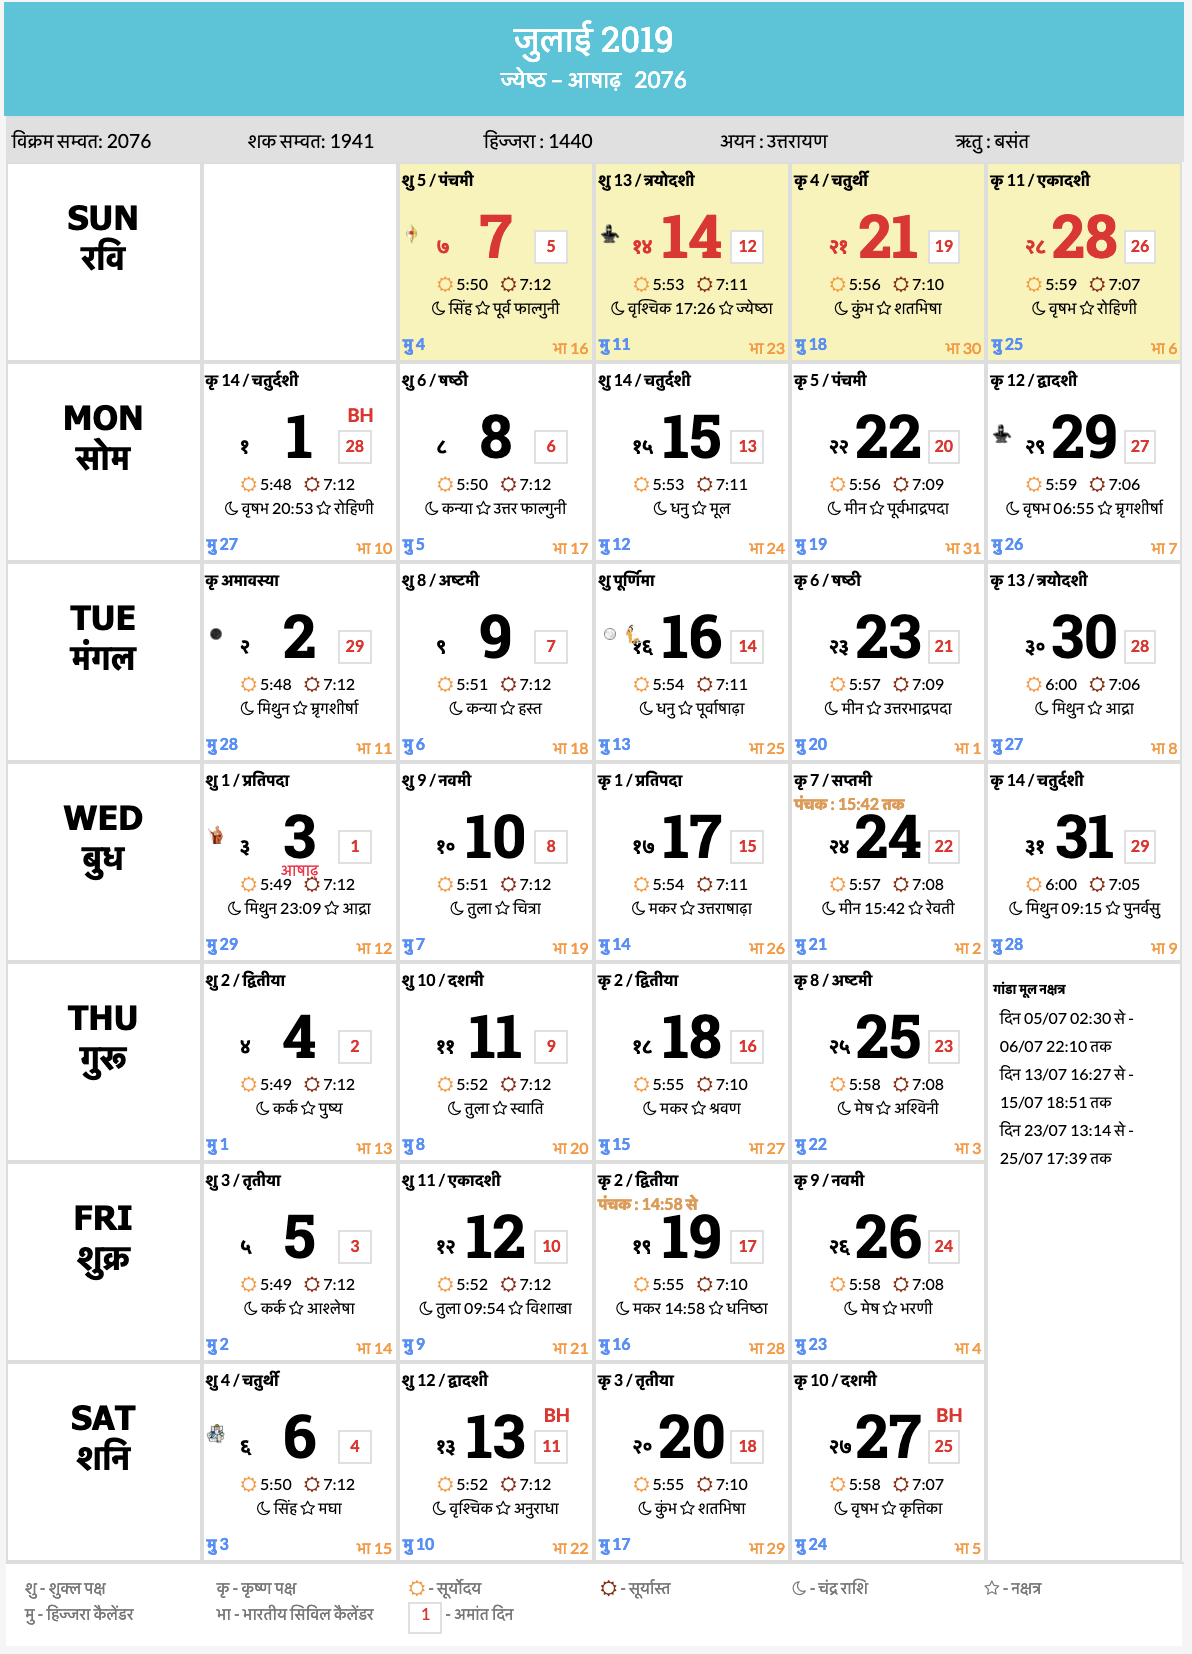 जुलाई 2019
ज्येष्ठ – आषाढ़ 2076
विक्रम सम्वत: 2076 शक सम्वत: 1941 हिज्जरा : 1440 अयन : उत्तरायण ऋतु : बसंत
SUN
रवि
शु 5 / पंचमी
७ 7 5
5:50 7:12
सिंह पूर्व फाल्गुनी
मु 4 भा 16
शु 13 / त्रयोदशी
१४ 14 12
5:53 7:11
वृश्चिक 17:26 ज्येष्ठा
मु 11 भा 23
कृ 4 / चतुर्थी
२१ 21 19
5:56 7:10
कुंभ शतभिषा
मु 18 भा 30
कृ 11 / एकादशी
२८ 28 26
5:59 7:07
वृषभ रोहिणी
मु 25 भा 6
MON
सोम
कृ 14 / चतुर्दशी
BH
१ 1 28
5:48 7:12
वृषभ 20:53 रोहिणी
मु 27 भा 10
शु 6 / षष्ठी
८ 8 6
5:50 7:12
कन्या उत्तर फाल्गुनी
मु 5 भा 17
शु 14 / चतुर्दशी
१५ 15 13
5:53 7:11
धनु मूल
मु 12 भा 24
कृ 5 / पंचमी
२२ 22 20
5:56 7:09
मीन पूर्वभाद्रपदा
मु 19 भा 31
कृ 12 / द्वादशी
२९ 29 27
5:59 7:06
वृषभ 06:55 म्रृगशीर्षा
मु 26 भा 7
TUE
मंगल
कृ अमावस्या
२ 2 29
5:48 7:12
मिथुन म्रृगशीर्षा
मु 28 भा 11
शु 8 / अष्टमी
९ 9 7
5:51 7:12
कन्या हस्त
मु 6 भा 18
शु पूर्णिमा
१६ 16 14
5:54 7:11
धनु पूर्वाषाढ़ा
मु 13 भा 25
कृ 6 / षष्ठी
२३ 23 21
5:57 7:09
मीन उत्तरभाद्रपदा
मु 20 भा 1
कृ 13 / त्रयोदशी
३० 30 28
6:00 7:06
मिथुन आद्रा
मु 27 भा 8
WED
बुध
शु 1 / प्रतिपदा
३ 3 1
आषाढ़
5:49 7:12
मिथुन 23:09 आद्रा
मु 29 भा 12
शु 9 / नवमी
१० 10 8
5:51 7:12
तुला चित्रा
मु 7 भा 19
कृ 1 / प्रतिपदा
१७ 17 15
5:54 7:11
मकर उत्तराषाढ़ा
मु 14 भा 26
कृ 7 / सप्तमी
पंचक : 15:42 तक
२४ 24 22
5:57 7:08
मीन 15:42 रेवती
मु 21 भा 2
कृ 14 / चतुर्दशी
३१ 31 29
6:00 7:05
मिथुन 09:15 पुनर्वसु
मु 28 भा 9
THU
गुरू
शु 2 / द्वितीया
४ 4 2
5:49 7:12
कर्क पुष्य
मु 1 भा 13
शु 10 / दशमी
११ 11 9
5:52 7:12
तुला स्वाति
मु 8 भा 20
कृ 2 / द्वितीया
१८ 18 16
5:55 7:10
मकर श्रवण
मु 15 भा 27
कृ 8 / अष्टमी
२५ 25 23
5:58 7:08
मेष अश्विनी
मु 22 भा 3
गांडा मूल नक्षत्र
दिन 05/07 02:30 से -
06/07 22:10 तक
दिन 13/07 16:27 से -
15/07 18:51 तक
दिन 23/07 13:14 से -
25/07 17:39 तक
FRI
शुक्र
शु 3 / तृतीया
५ 5 3
5:49 7:12
कर्क आश्लेषा
मु 2 भा 14
शु 11 / एकादशी
१२ 12 10
5:52 7:12
तुला 09:54 विशाखा
मु 9 भा 21
कृ 2 / द्वितीया
पंचक : 14:58 से
१९ 19 17
5:55 7:10
मकर 14:58 धनिष्ठा
मु 16 भा 28
कृ 9 / नवमी
२६ 26 24
5:58 7:08
मेष भरणी
मु 23 भा 4
SAT
शनि
शु 4 / चतुर्थी
६ 6 4
5:50 7:12
सिंह मघा
मु 3 भा 15
शु 12 / द्वादशी
BH
१३ 13 11
5:52 7:12
वृश्चिक अनुराधा
मु 10 भा 22
कृ 3 / तृतीया
२० 20 18
5:55 7:10
कुंभ शतभिषा
मु 17 भा 29
कृ 10 / दशमी
BH
२७ 27 25
5:58 7:07
वृषभ कृत्तिका
मु 24 भा 5
शु - शुक्ल पक्ष कृ - कृष्ण पक्ष - सूर्योदय - सूर्यास्त - चंद्र राशि - नक्षत्र
मु - हिज्जरा कैलेंडर भा - भारतीय सिविल कैलेंडर 1 - अमांत दिन